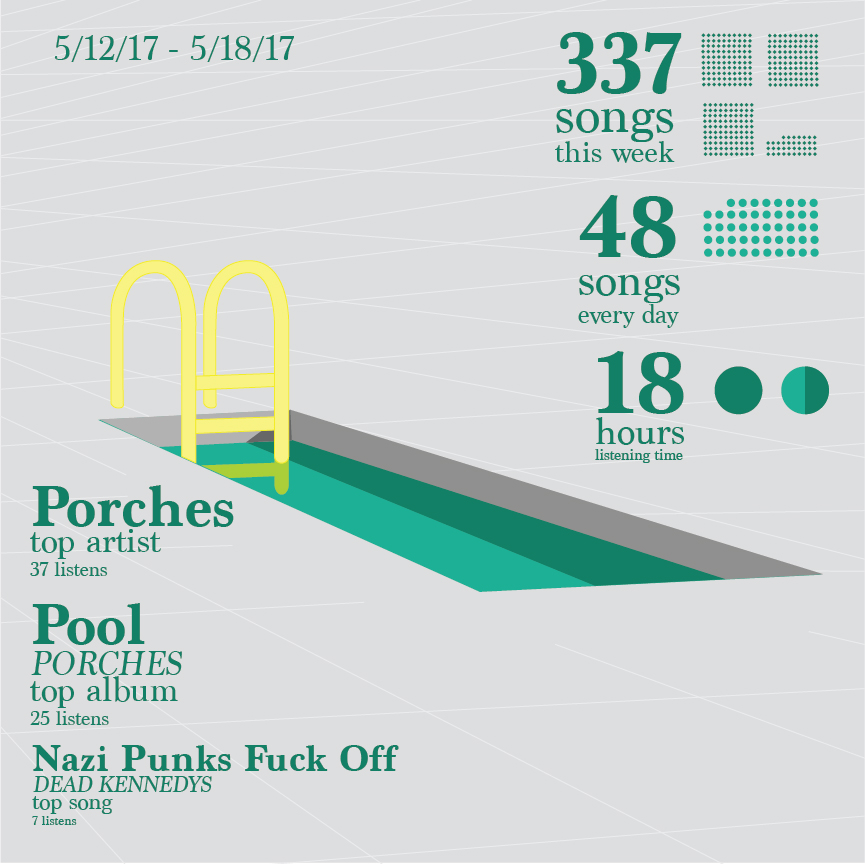 5/12/17 - 5/18/17
337
songs
this week
48
songs
every day
18
hours
listening time
Porches
top artist
37 listens
Pool
PORCHES
top album
25 listens
Nazi Punks Fuck Off
DEAD KENNEDYS
top song
7 listens